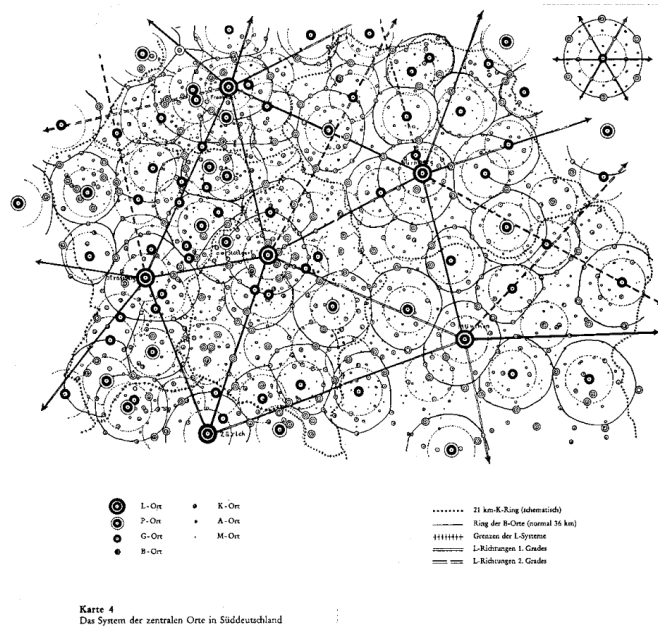 Zürich
L-Ort
P-Ort
G-Ort
B-Ort
K-Ort
A-Ort
M-Ort
21 km-K-Ring (schematisch)
Ring der B-Orte (normal 36 km)
Grenzen der L-Systeme
L-Richtungen 1. Grades
L-Richtungen 2. Grades
Karte 4
Das System der zentralen Orte in Süddeutschland